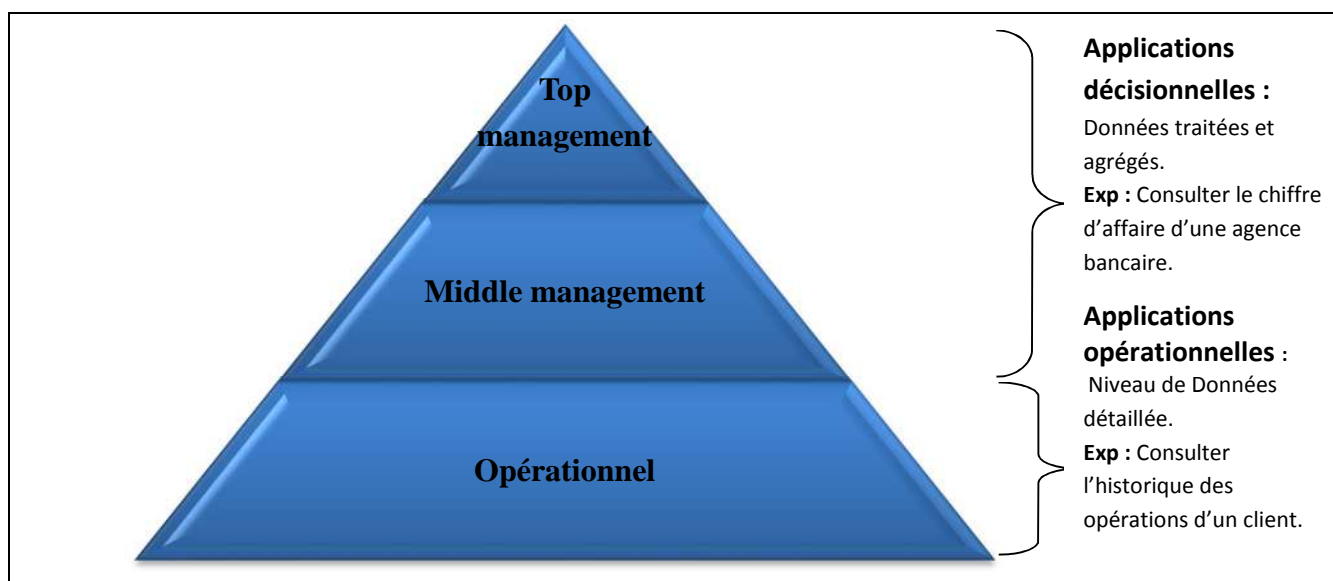 Top
management
Middle management
Opérationnel
Applications
décisionnelles :
Données traitées et
agrégés.
Exp : Consulter le chiffre
d’affaire d’une agence
bancaire.
Applications
opérationnelles :
Niveau de Données
détaillée.
Exp : Consulter
l’historique des
opérations d’un client.